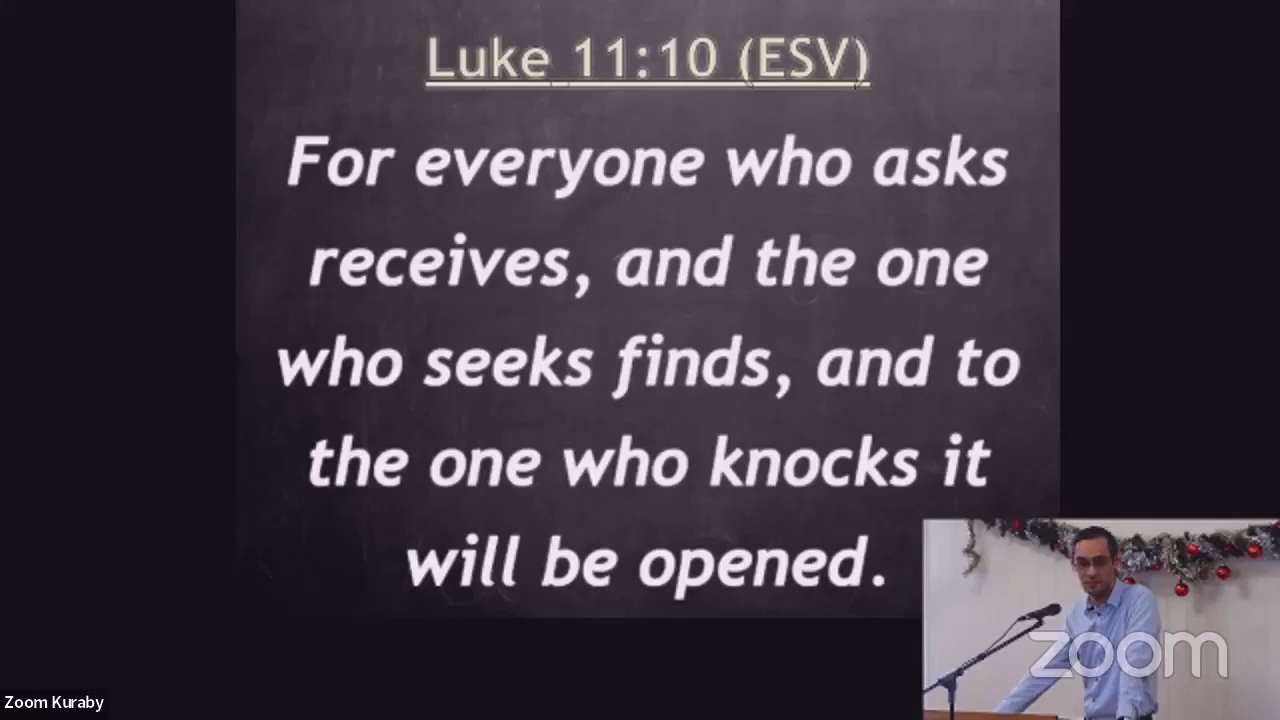 Luke 11:10 (ESV)
For everyone who asks
receives, and the one
who seeks finds, and to
the one who knocks it
will be opened.
zoom
Zoom Kuraby